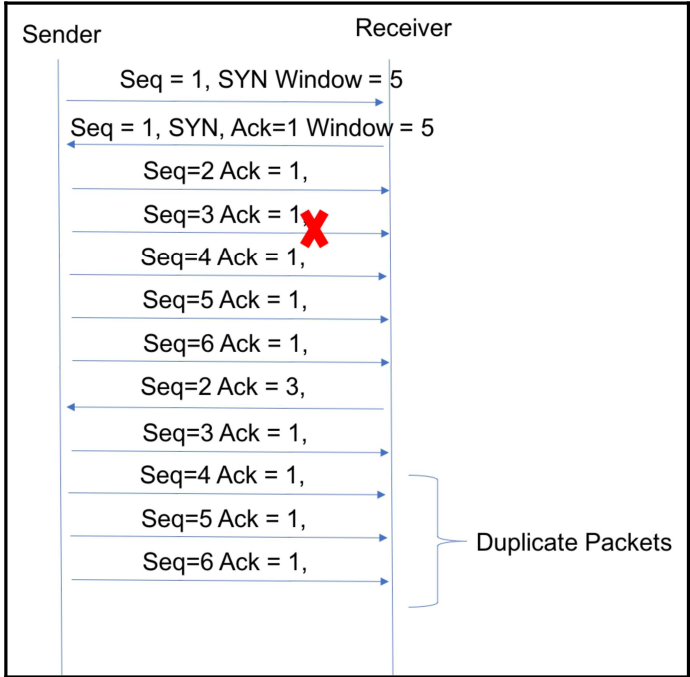 Sender
Receiver
Seq = 1, SYN Window = 5
Seq = 1, SYN, Ack=1 Window = 5
Seq=2 Ack = 1,
Seq=3 Ack = 1,
Seq=4 Ack = 1,
Seq=5 Ack = 1,
Seq=6 Ack = 1,
Seq=2 Ack = 3,
Seq=3 Ack = 1,
Seq=4 Ack = 1,
Seq=5 Ack = 1,
Duplicate Packets
Seq=6 Ack = 1,